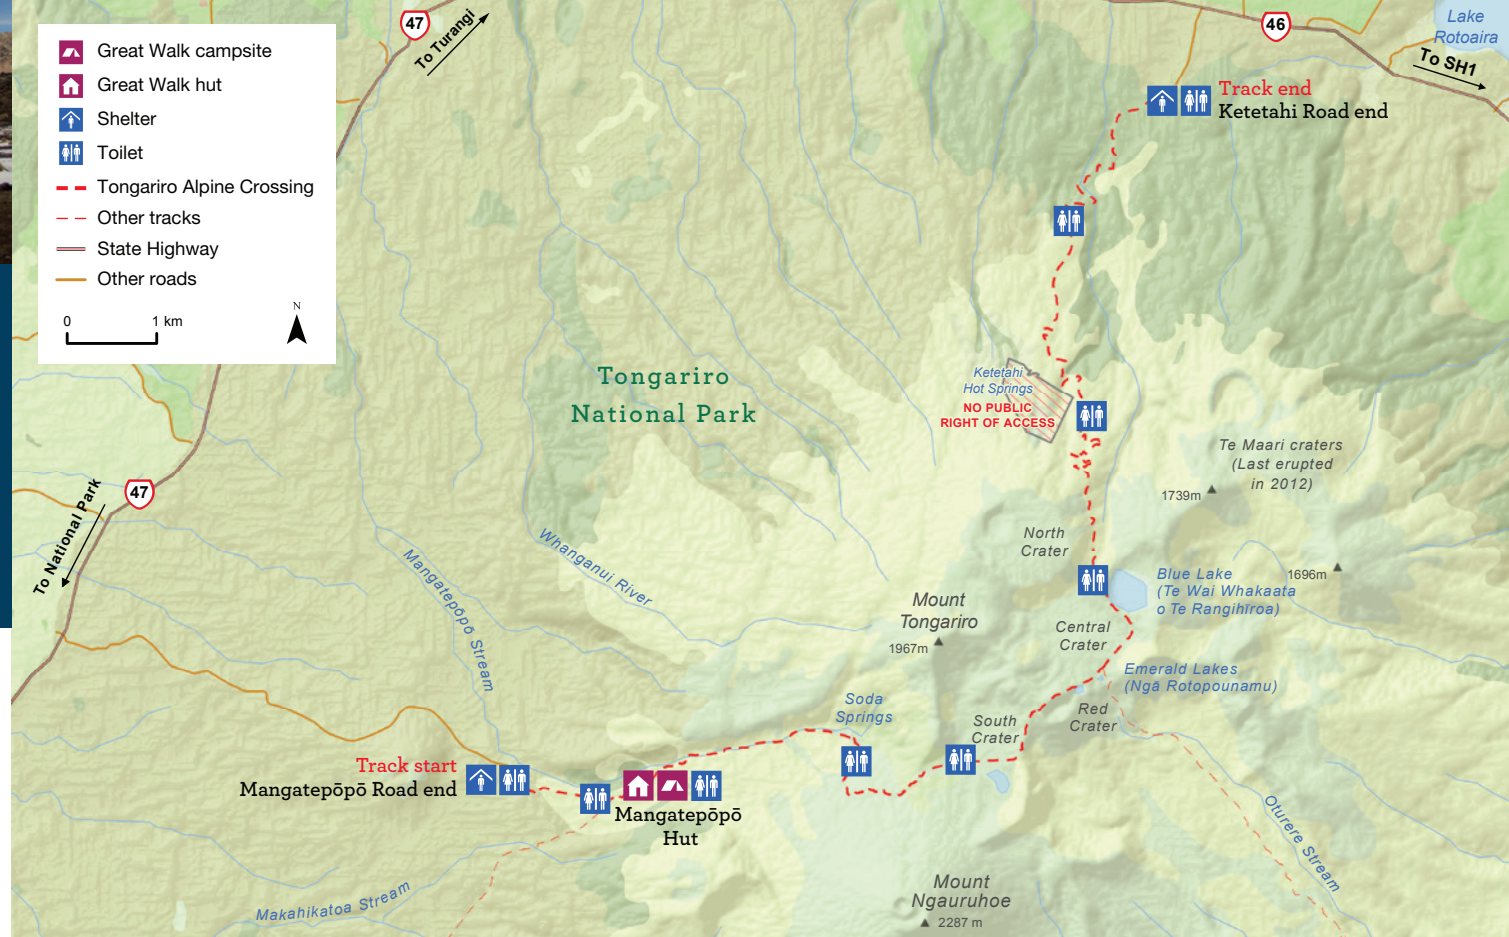 Great Walk campsite
Great Walk hut
Shelter
Toilet
Tongariro Alpine Crossing
Other tracks
State Highway
Other roads
0 1 km
N
47
To Turangi
46
Lake
Rotoaira
To SH1
Track end
Ketetahi Road end
Tongariro
National Park
Ketetahi
Hot Springs
NO PUBLIC
RIGHT OF ACCESS
Te Maari craters
(Last erupted
in 2012)
1739m
47
To National Park
North
Crater
Whanganui River
Mangatepōpō Stream
Blue Lake
(Te Wai Whakaata
o Te Rangihīroa)
1696m
Mount
Tongariro
1967m
Central
Crater
Emerald Lakes
(Ngā Rotopounamu)
Soda
Springs
South
Crater
Red
Crater
Track start
Mangatepōpō Road end
Mangatepōpō
Hut
Oturere Stream
Makahikatoa Stream
Mount
Ngauruhoe
2287 m